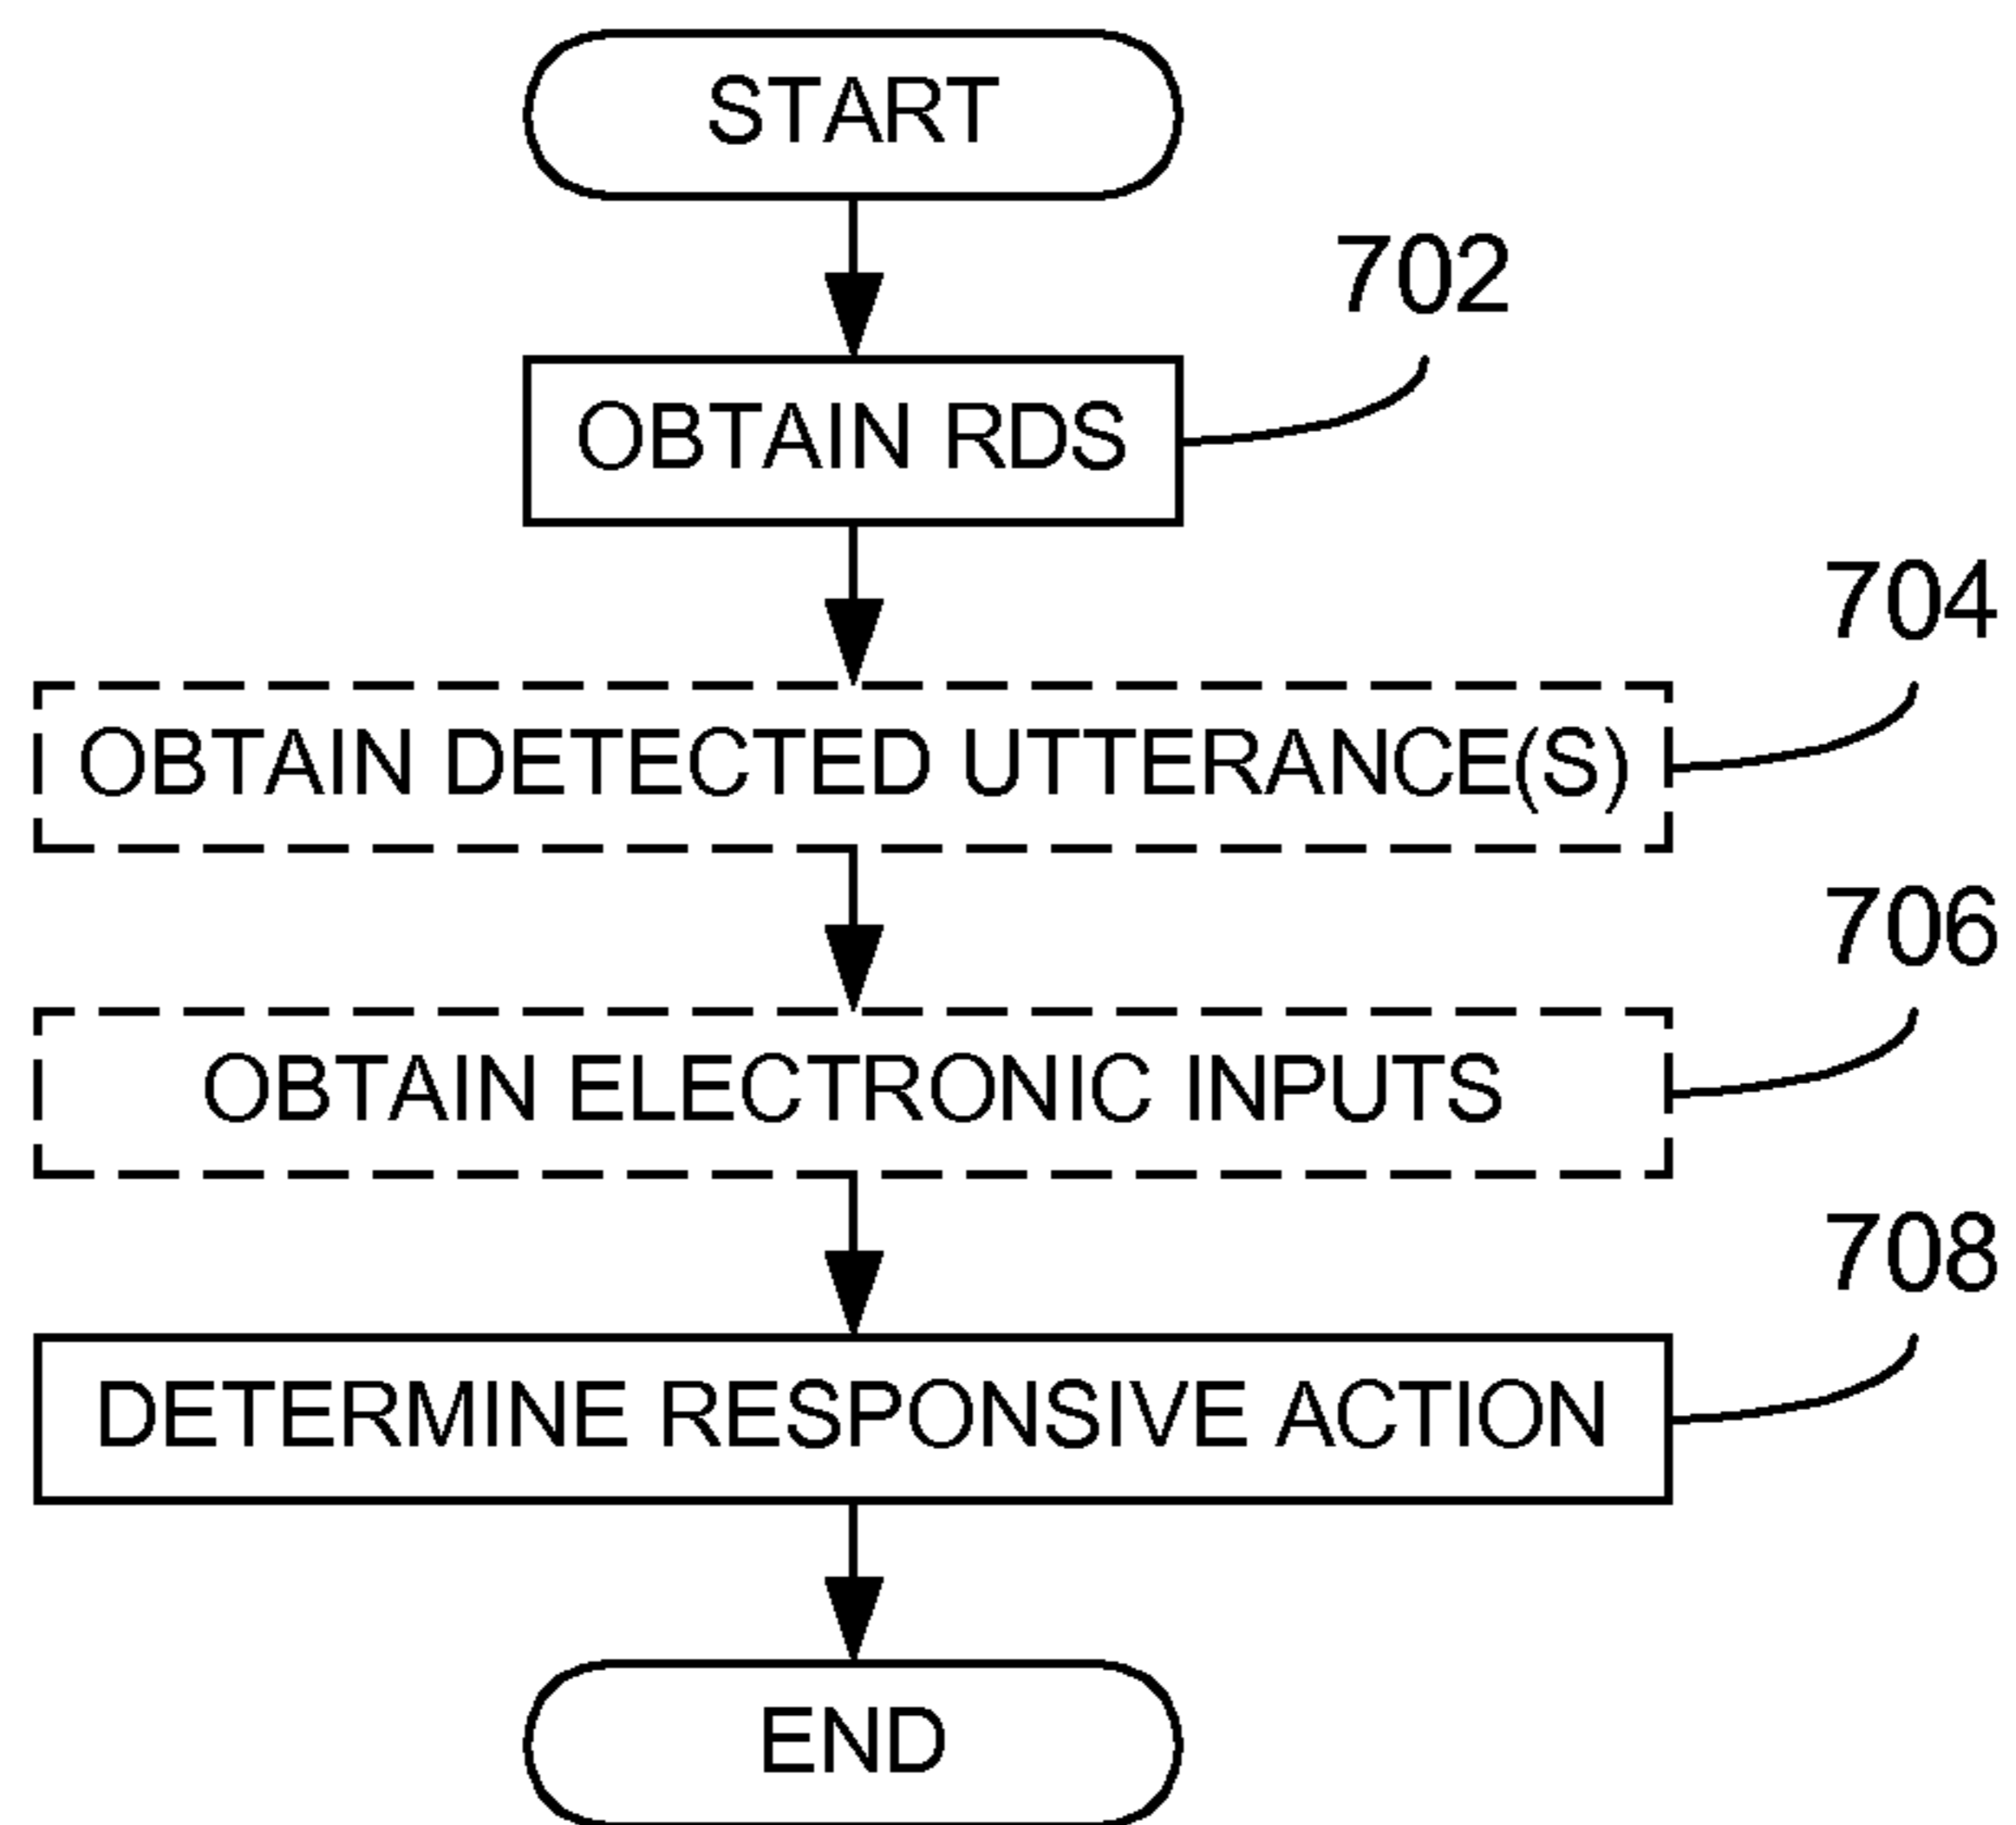 START
702
OBTAIN RDS
704
OBTAIN DETECTED UTTERANCE(S)
706
OBTAIN ELECTRONIC INPUTS
708
DETERMINE RESPONSIVE ACTION
END